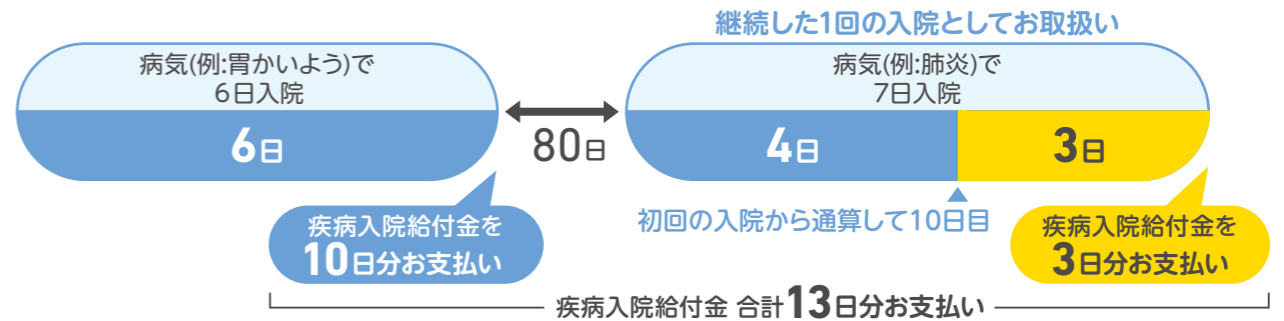 継続した1回の入院としてお取扱い
病気(例:胃かいよう)で
6日入院
病気(例:肺炎)で
7日入院
6日
80日
4日
3日
初回の入院から通算して10日目
疾病入院給付金を
10日分お支払い
疾病入院給付金を
3日分お支払い
疾病入院給付金 合計13日分お支払い